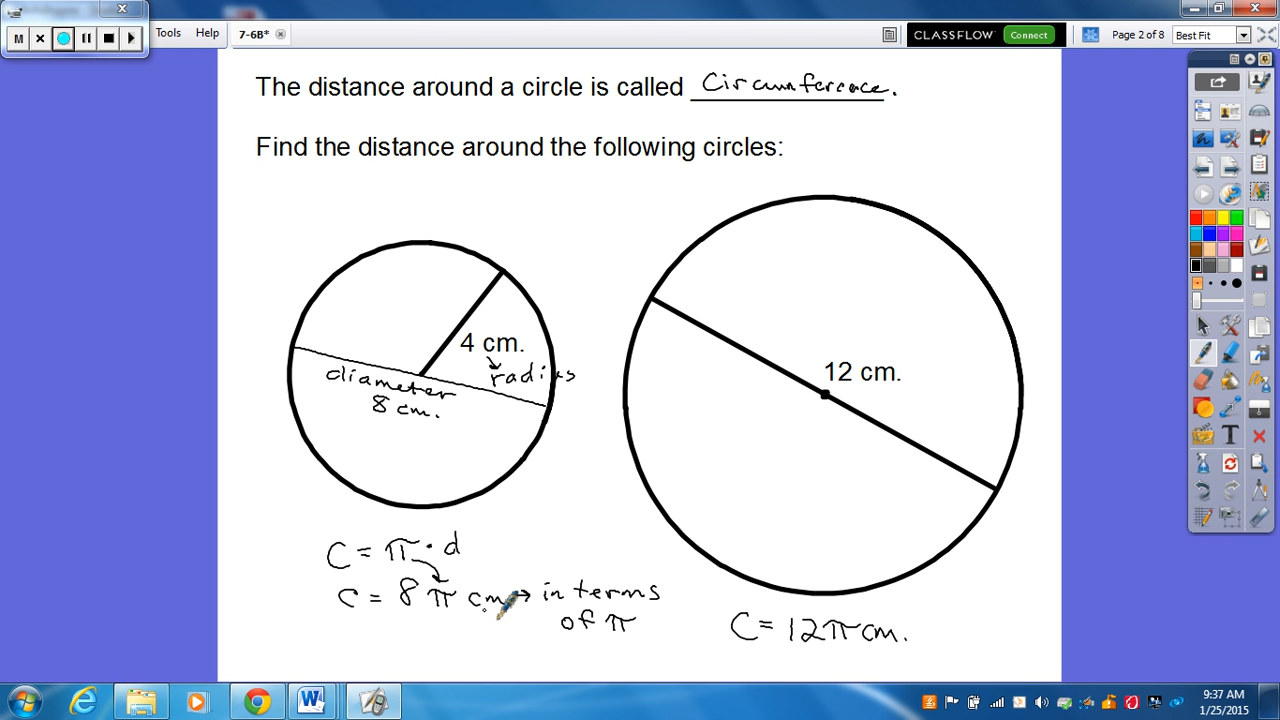 M
Tools Help 7-6B*
CLASSFLOW Connect
Page 2 of 8 Best Fit
The distance around a circle is called Circumference.
Find the distance around the following circles:
4 cm.
radius
diameter
8 cm.
12 cm.
C = π · d
C = 8 π cm → in terms
of π
C = 12π cm.
T
9:37 AM
1/25/2015